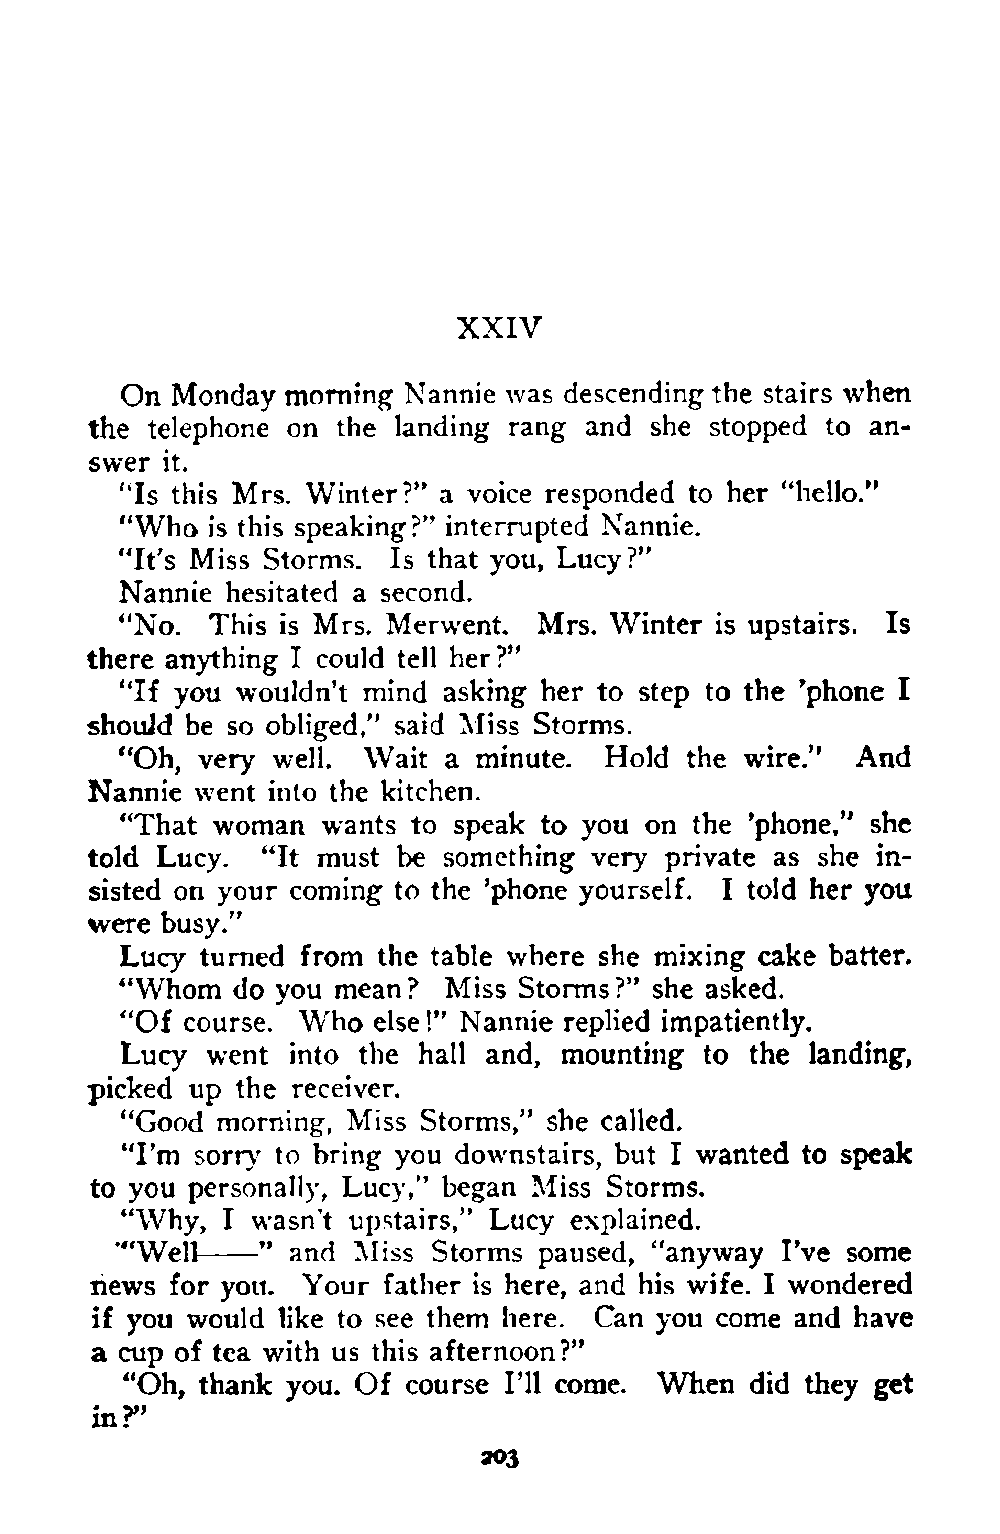 XXIV
On Monday morning Nannie was descending the stairs when
the telephone on the landing rang and she stopped to an-
swer it.
“Is this Mrs. Winter?” a voice responded to her “hello.”
“Who is this speaking?” interrupted Nannie.
“It's Miss Storms. Is that you, Lucy?”
Nannie hesitated a second.
“No. This is Mrs. Merwent. Mrs. Winter is upstairs. Is
there anything I could tell her?”
“If you wouldn't mind asking her to step to the 'phone I
should be so obliged,” said Miss Storms.
“Oh, very well. Wait a minute. Hold the wire.” And
Nannie went into the kitchen.
“That woman wants to speak to you on the 'phone,” she
told Lucy. “It must be something very private as she in-
sisted on your coming to the 'phone yourself. I told her you
were busy.”
Lucy turned from the table where she mixing cake batter.
“Whom do you mean? Miss Storms?” she asked.
“Of course. Who else!” Nannie replied impatiently.
Lucy went into the hall and, mounting to the landing,
picked up the receiver.
“Good morning, Miss Storms,” she called.
“I'm sorry to bring you downstairs, but I wanted to speak
to you personally, Lucy,” began Miss Storms.
“Why, I wasn't upstairs,” Lucy explained.
“Well——” and Miss Storms paused, “anyway I've some
news for you. Your father is here, and his wife. I wondered
if you would like to see them here. Can you come and have
a cup of tea with us this afternoon?”
“Oh, thank you. Of course I'll come. When did they get
in?”
203